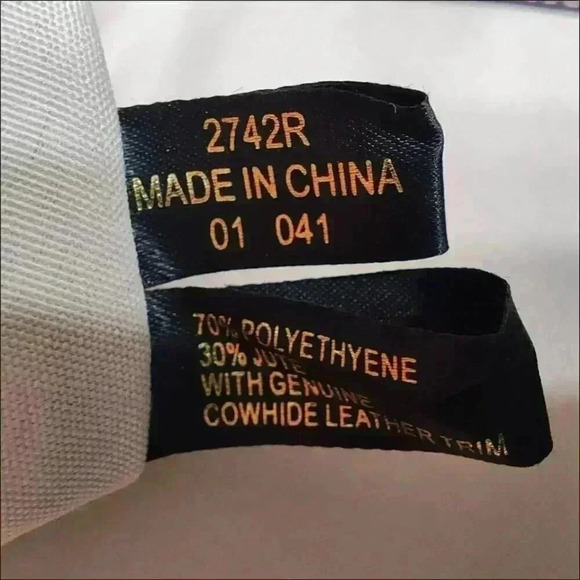 2742R
MADE IN CHINA
01 041
70% POLYETHYENE
30% JUTE
WITH GENUINE
COWHIDE LEATHER TRIM